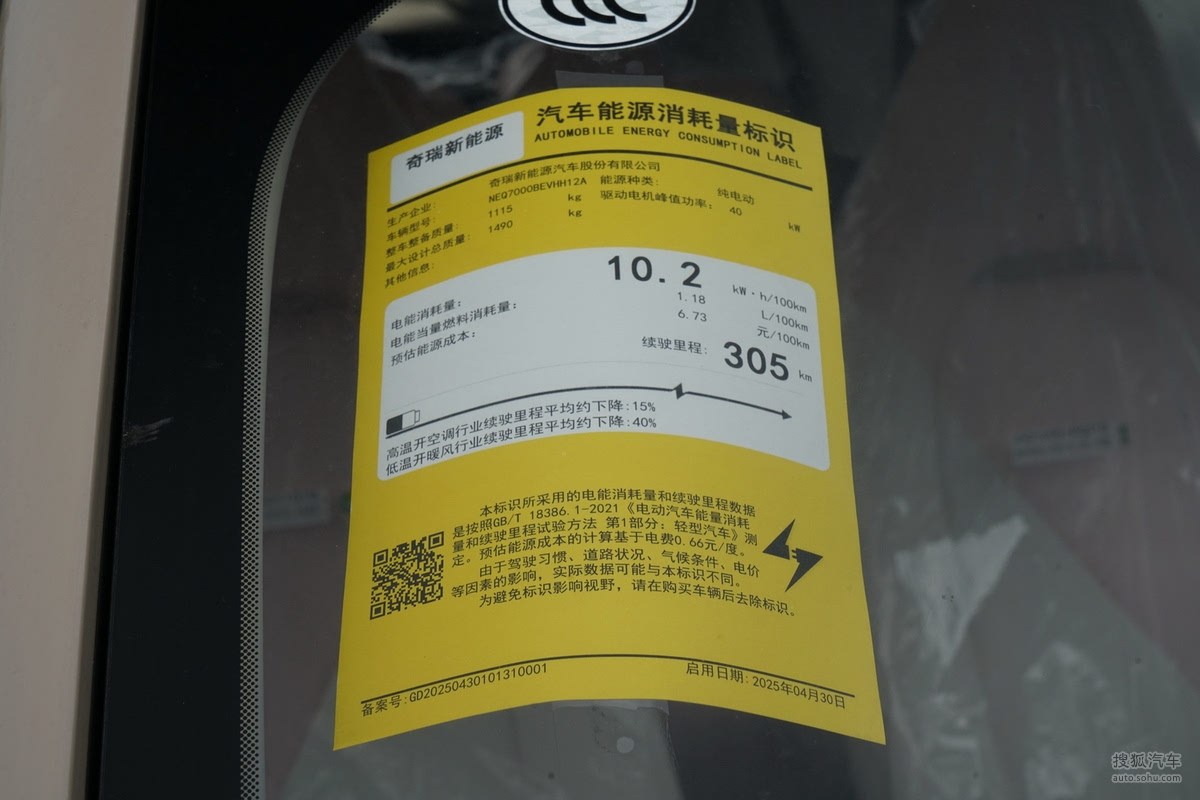 奇瑞新能源
汽车能源消耗量标识
AUTOMOBILE ENERGY CONSUMPTION LABEL
生产企业: 奇瑞新能源汽车股份有限公司
车辆型号: NEQ7000BEVHH12A 能源种类: 纯电动
整车整备质量: 1115 kg 驱动电机峰值功率: 40 kW
最大设计总质量: 1490 kg
其他信息:
电能消耗量: 10.2 kW·h/100km
电能当量燃料消耗量: 1.18 L/100km
预估能源成本: 6.73 元/100km
续驶里程: 305 km
高温开空调行业续驶里程平均约下降:15%
低温开暖风行业续驶里程平均约下降:40%
本标识所采用的电能消耗量和续驶里程数据
是按照GB/T 18386.1-2021《电动汽车能量消耗
量和续驶里程试验方法 第1部分: 轻型汽车》测
定。预估能源成本的计算基于电费0.66元/度。
由于驾驶习惯、道路状况、气候条件、电价
等因素的影响, 实际数据可能与本标识不同。
为避免标识影响视野, 请在购买车辆后去除标识。
备案号:GD20250430101310001 启用日期:2025年04月30日
搜狐汽车
auto.sohu.com